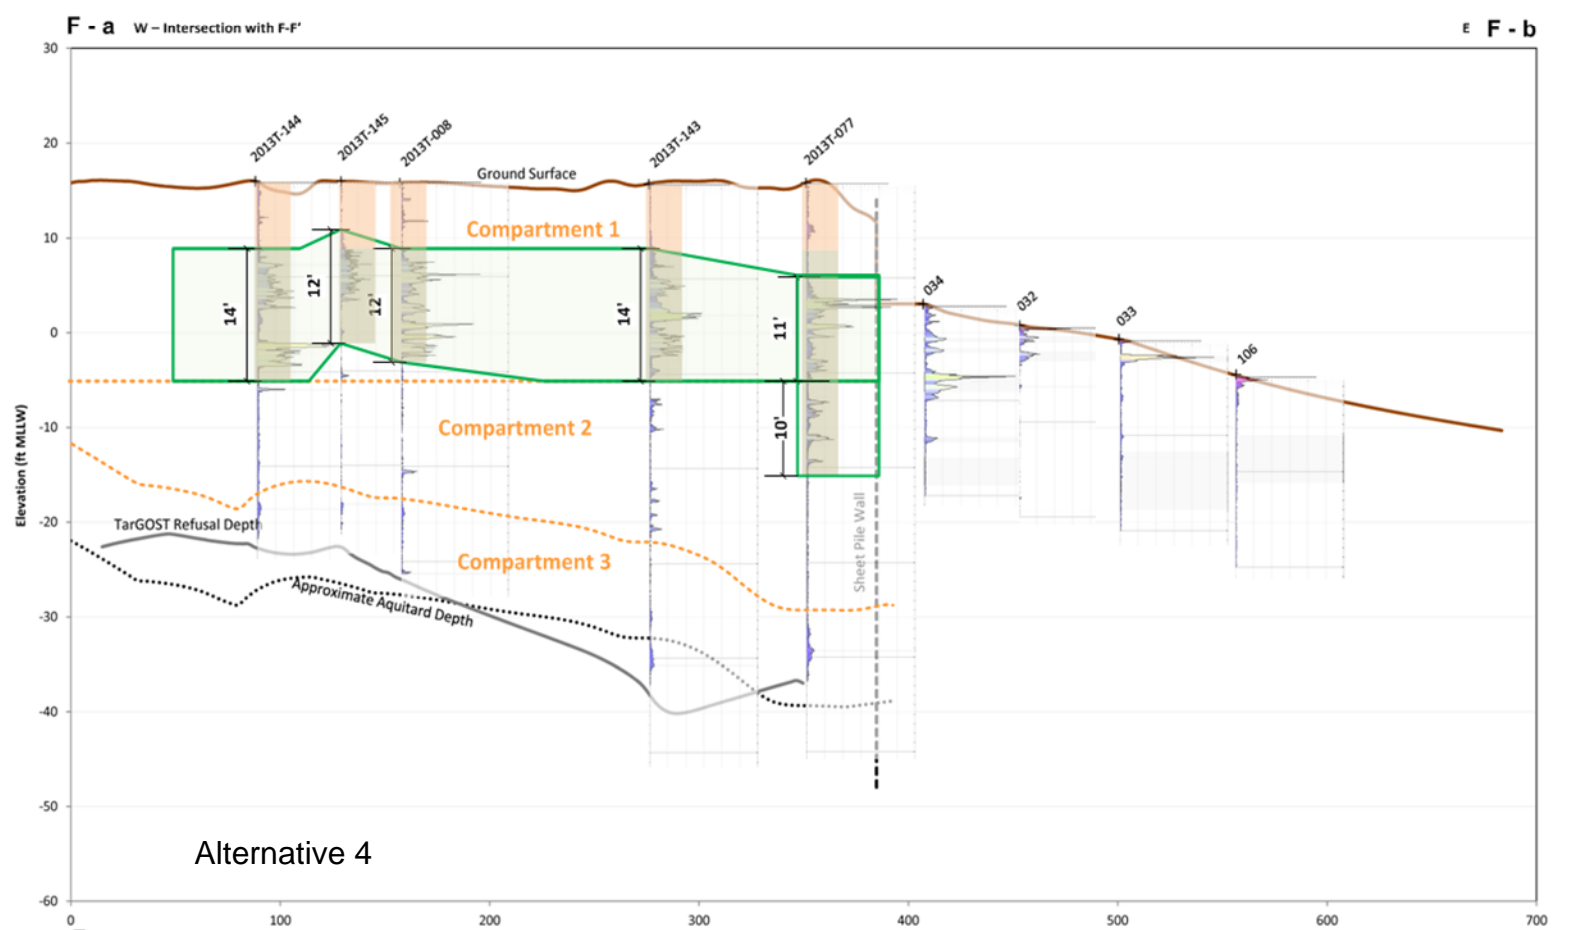 F - a W – Intersection with F-F'
E F - b
30
20
10
0
-10
-20
-30
-40
-50
-60
Elevation (ft MLLW)
2013T-144
2013T-145
2013T-008
2013T-143
2013T-077
Ground Surface
Compartment 1
14'
12'
12'
14'
11'
10'
034
032
033
106
Compartment 2
TarGOST Refusal Depth
Compartment 3
Sheet Pile Wall
Approximate Aquitard Depth
Alternative 4
0
100
200
300
400
500
600
700